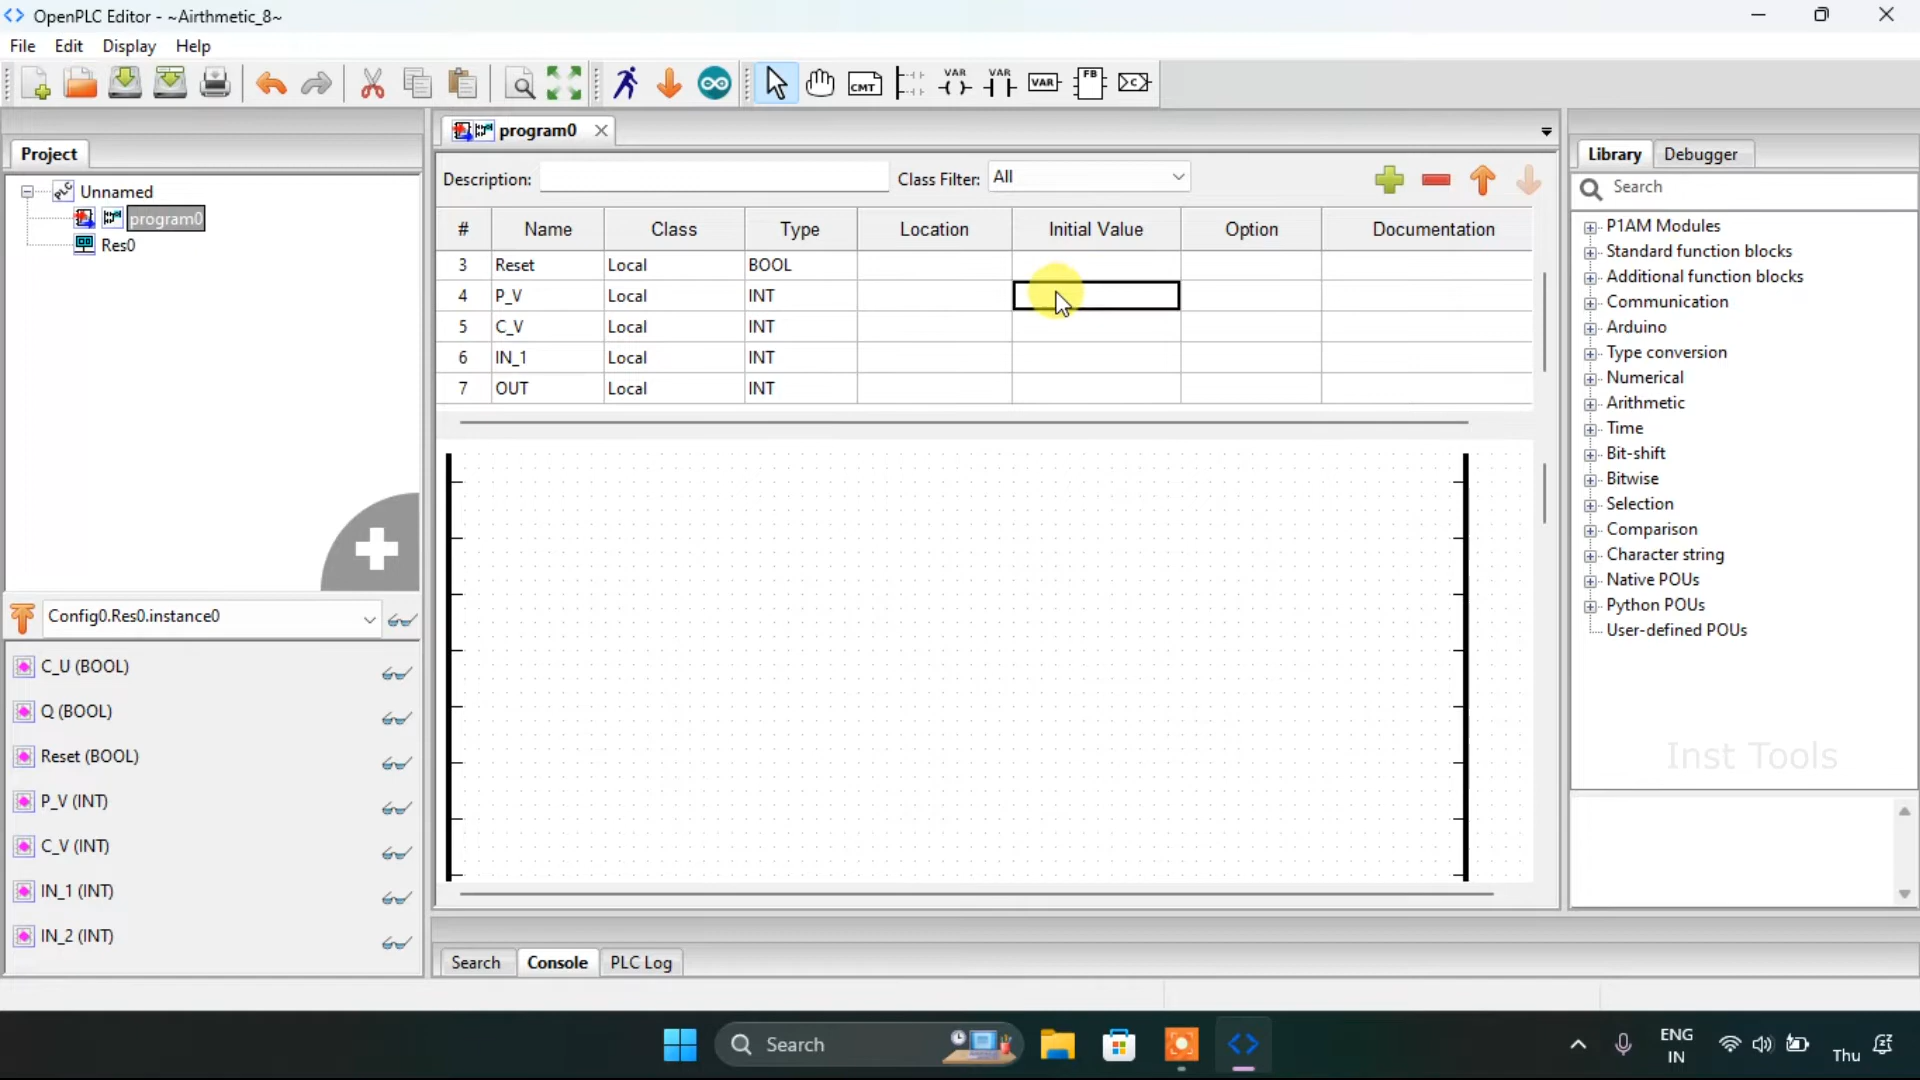 OpenPLC Editor - ~Airthmetic_8~
File Edit Display Help
CMT VAR VAR VAR FB C
Project
program0
Library Debugger
Description: Class Filter: All
Search
Unnamed
program0
Res0
# Name Class Type Location Initial Value Option Documentation
3 Reset Local BOOL
4 P_V Local INT
5 C_V Local INT
6 IN_1 Local INT
7 OUT Local INT
P1AM Modules
Standard function blocks
Additional function blocks
Communication
Arduino
Type conversion
Numerical
Arithmetic
Time
Bit-shift
Bitwise
Selection
Comparison
Character string
Native POUs
Python POUs
User-defined POUs
Config0.Res0.instance0
C_U (BOOL)
Q (BOOL)
Reset (BOOL)
P_V (INT)
C_V (INT)
IN_1 (INT)
IN_2 (INT)
Inst Tools
Search Console PLC Log
Search
ENG
IN
Thu